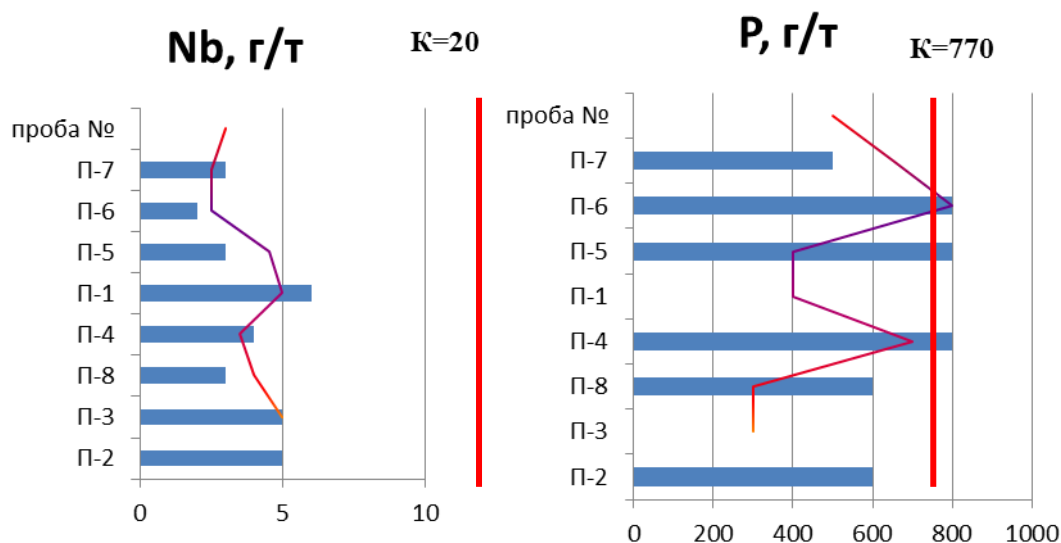 Nb, г/т
К=20
проба №
П-7
П-6
П-5
П-1
П-4
П-8
П-3
П-2
0 5 10
P, г/т
К=770
проба №
П-7
П-6
П-5
П-1
П-4
П-8
П-3
П-2
0 200 400 600 800 1000